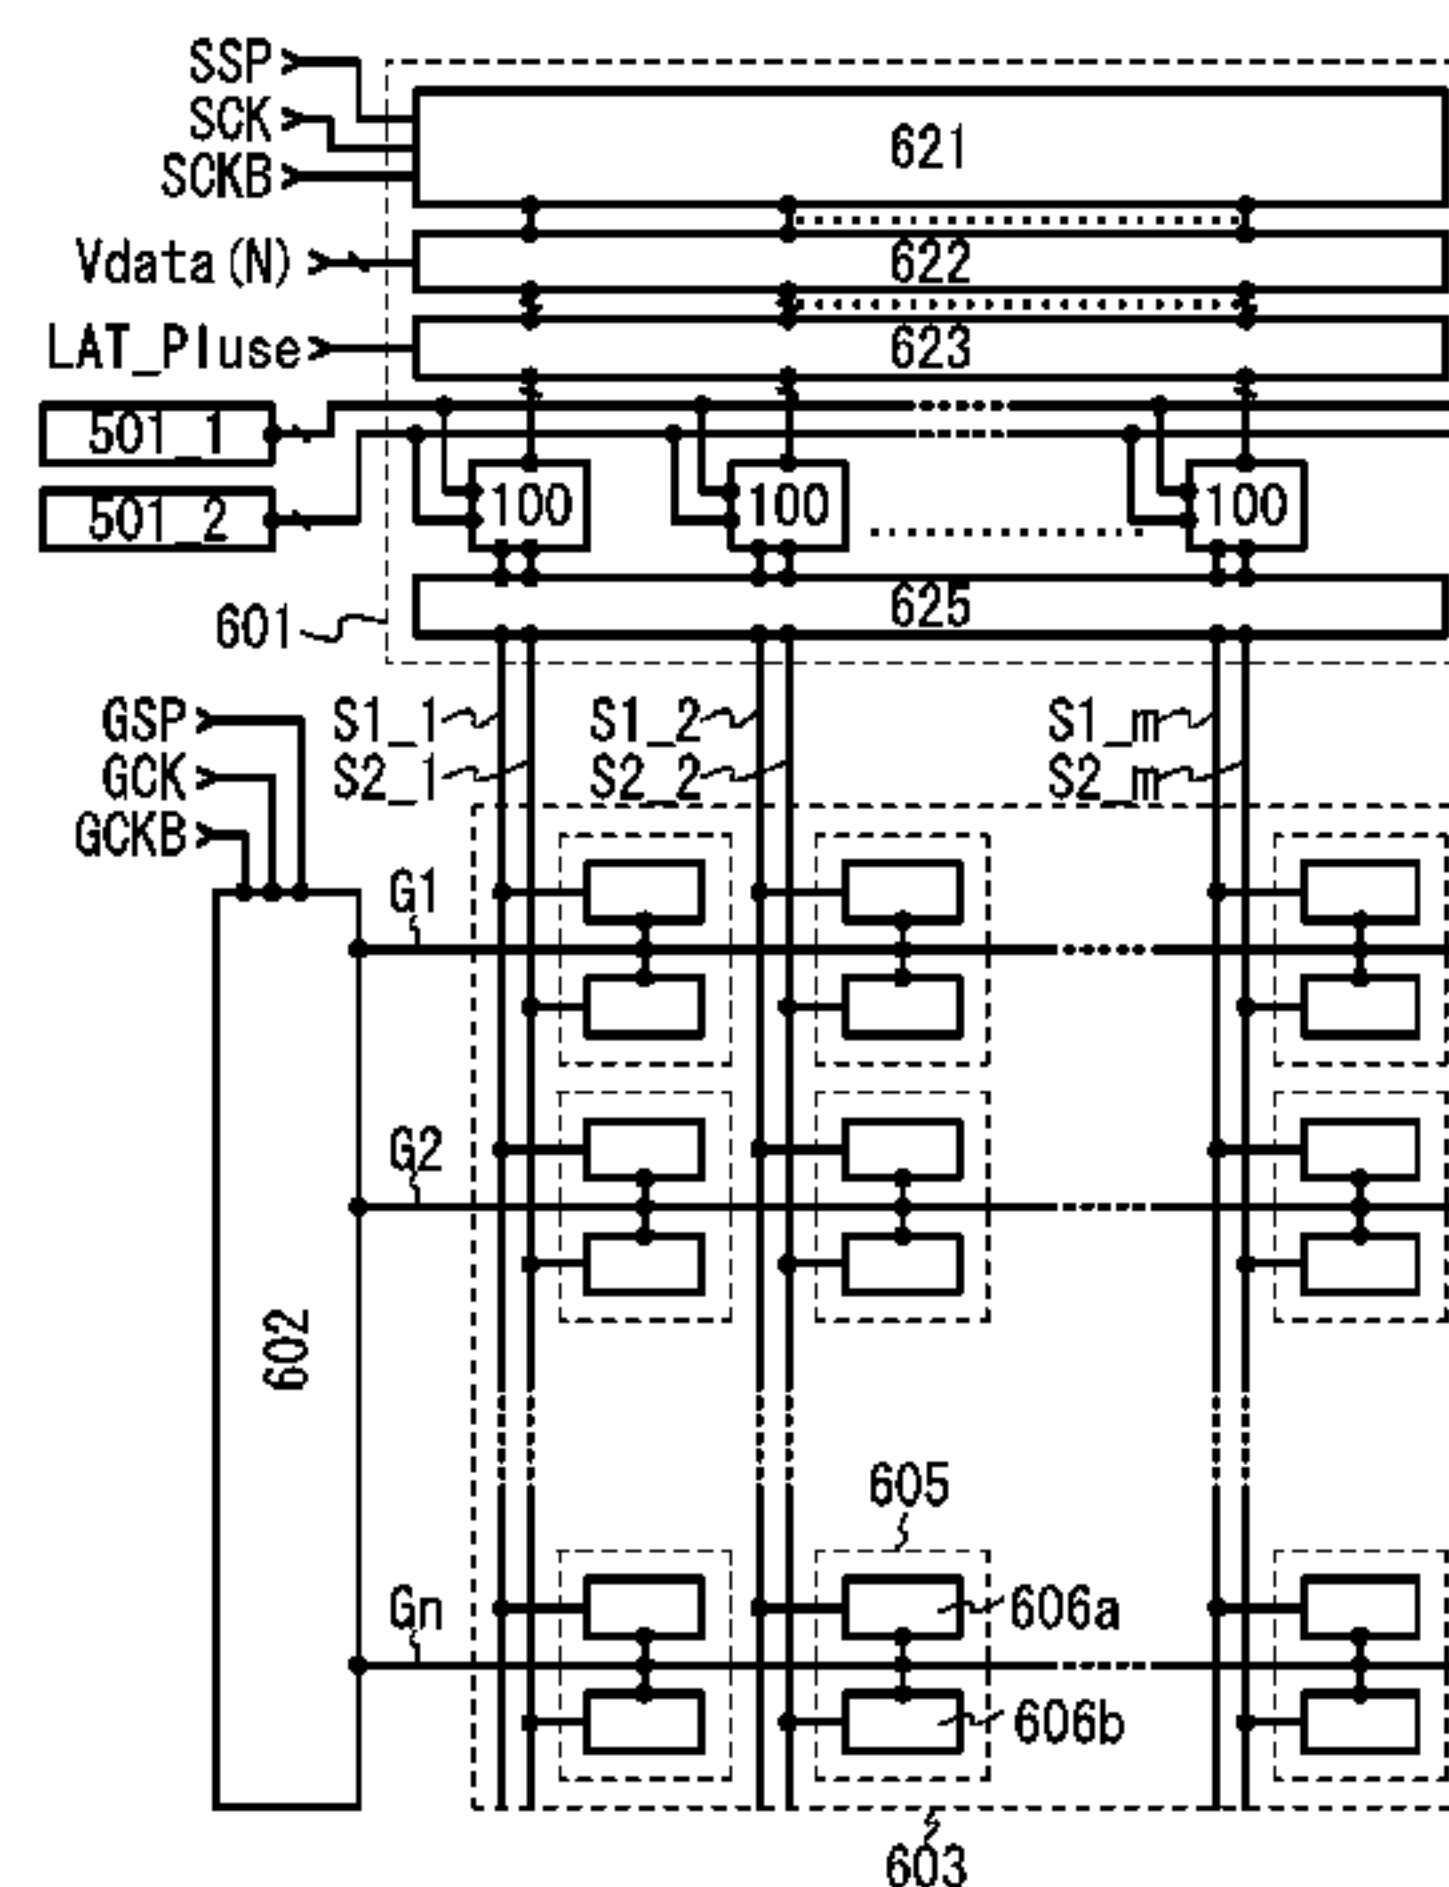 SSP
SCK
SCKB
621
Vdata(N)
622
LAT_Pluse
623
501_1
501_2
100 100 100
625
601
GSP
GCK
GCKB
S1_1 S1_2 S1_m
S2_1 S2_2 S2_m
G1
G2
602
605
Gn
606a
606b
603